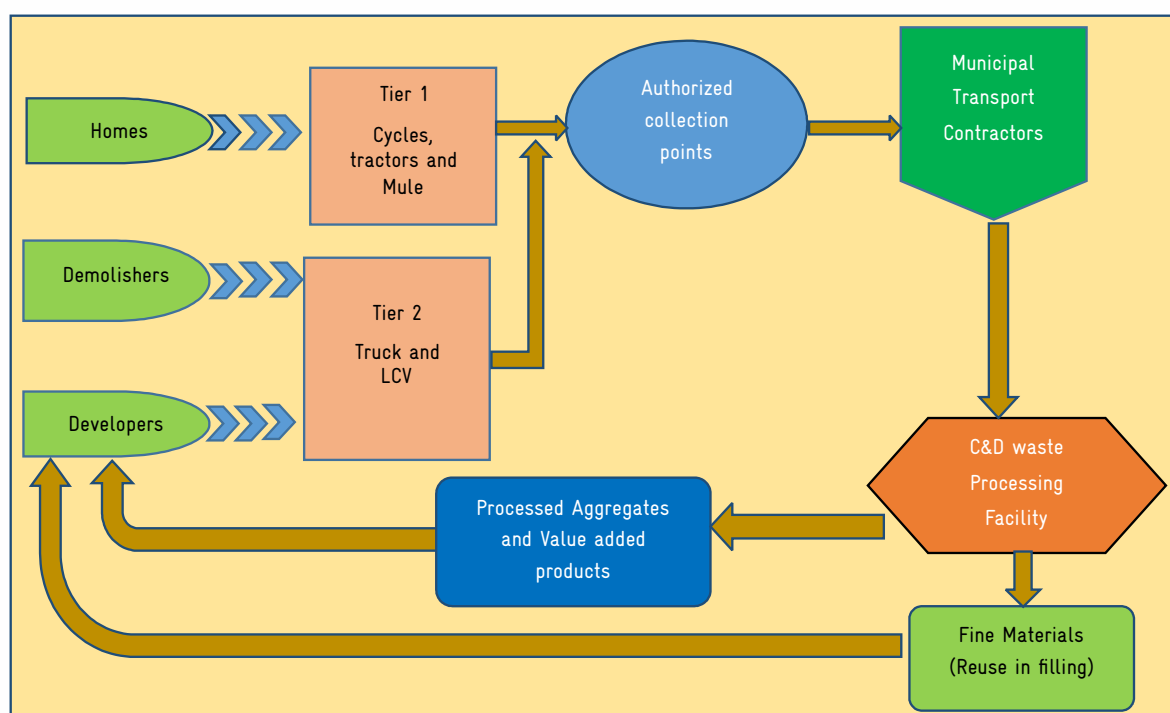 Homes
Tier 1
Cycles,
tractors and
Mule
Authorized
collection
points
Municipal
Transport
Contractors
Demolishers
Tier 2
Truck and
LCV
Developers
C&D waste
Processing
Facility
Processed Aggregates
and Value added
products
Fine Materials
(Reuse in filling)